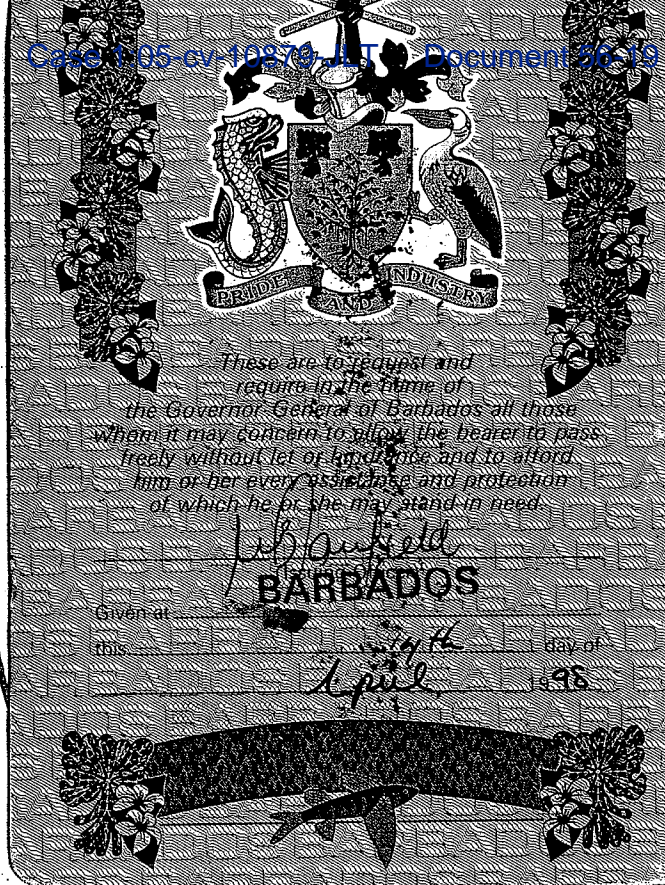 Case 1:05-cv-10879-JLT Document 56-19
PRIDE AND INDUSTRY
These are to request and
require in the name of
the Governor-General of Barbados all those
whom it may concern to allow the bearer to pass
freely without let or hindrance and to afford
him or her every assistance and protection
of which he or she may stand in need.
BARBADOS
Given at
this day of
April 1998